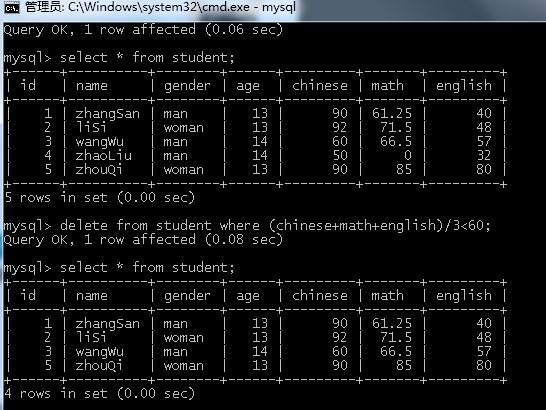 管理员: C:\Windows\system32\cmd.exe - mysql
Query OK, 1 row affected (0.06 sec)
mysql> select * from student;
+----+----------+--------+-----+---------+-------+---------+
| id | name | gender | age | chinese | math | english |
+----+----------+--------+-----+---------+-------+---------+
| 1 | zhangSan | man | 13 | 90 | 61.25 | 40 |
| 2 | liSi | woman | 13 | 92 | 71.5 | 48 |
| 3 | wangWu | man | 14 | 60 | 66.5 | 57 |
| 4 | zhaoLiu | man | 14 | 50 | 0 | 32 |
| 5 | zhouQi | woman | 13 | 90 | 85 | 80 |
+----+----------+--------+-----+---------+-------+---------+
5 rows in set (0.00 sec)
mysql> delete from student where (chinese+math+english)/3<60;
Query OK, 1 row affected (0.08 sec)
mysql> select * from student;
+----+----------+--------+-----+---------+-------+---------+
| id | name | gender | age | chinese | math | english |
+----+----------+--------+-----+---------+-------+---------+
| 1 | zhangSan | man | 13 | 90 | 61.25 | 40 |
| 2 | liSi | woman | 13 | 92 | 71.5 | 48 |
| 3 | wangWu | man | 14 | 60 | 66.5 | 57 |
| 5 | zhouQi | woman | 13 | 90 | 85 | 80 |
+----+----------+--------+-----+---------+-------+---------+
4 rows in set (0.00 sec)